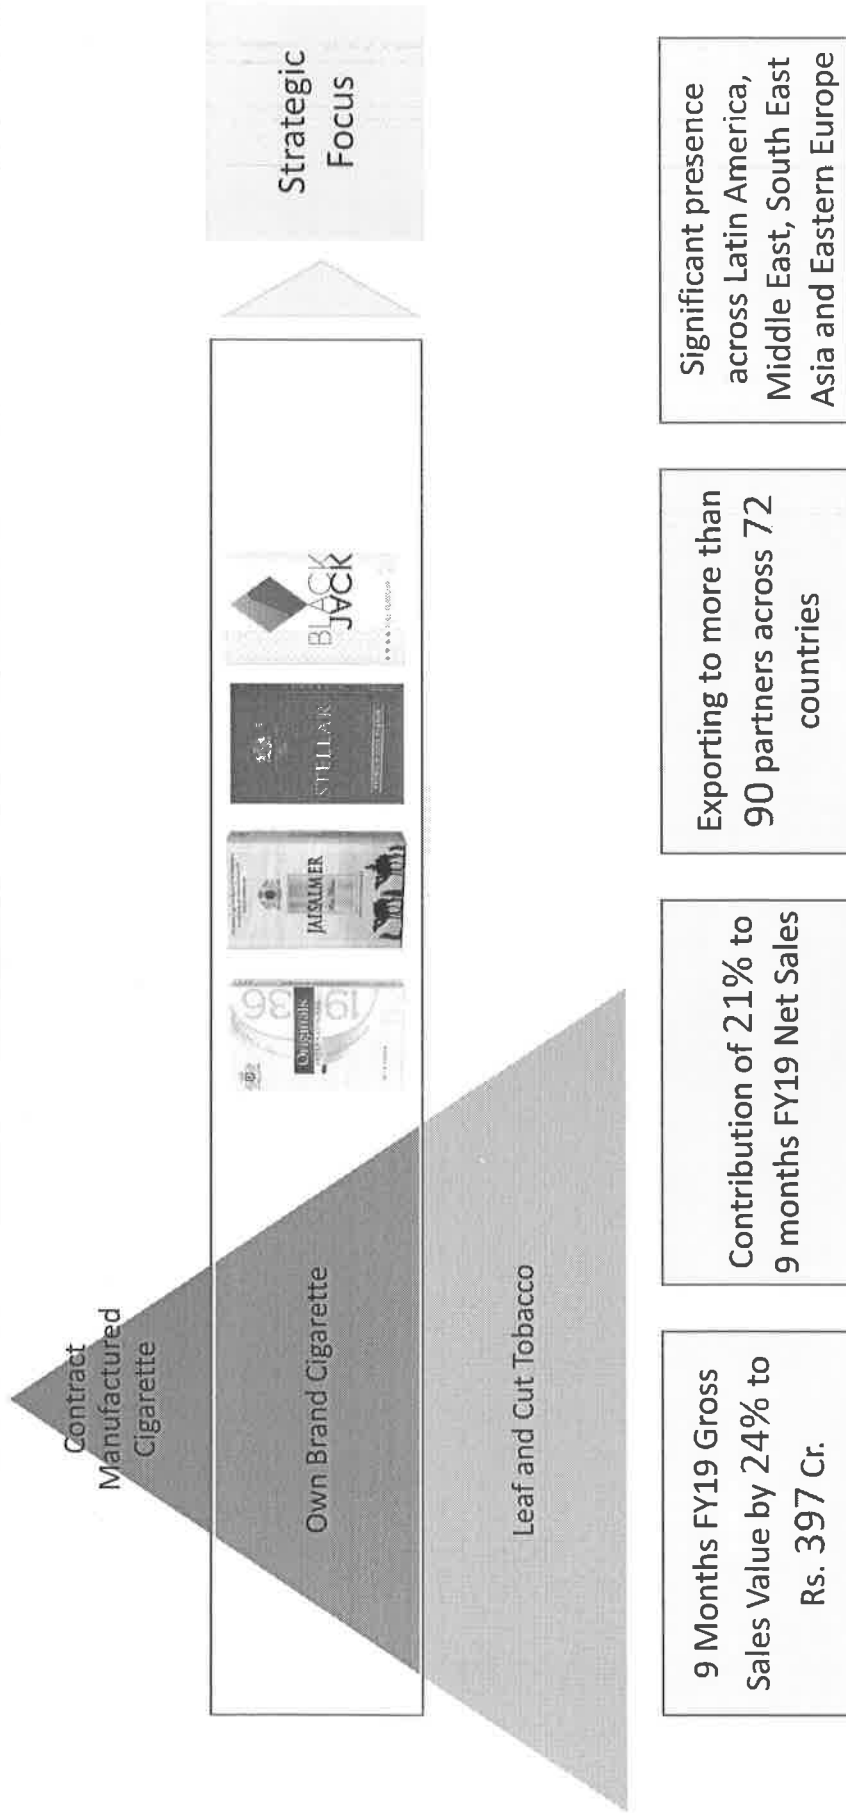 Contract
Manufactured
Cigarette
Own Brand Cigarette
Originals
1936
JAISALMER
STELLAR
BLACK
JACK
Strategic
Focus
Leaf and Cut Tobacco
9 Months FY19 Gross
Sales Value by 24% to
Rs. 397 Cr.
Contribution of 21% to
9 months FY19 Net Sales
Exporting to more than
90 partners across 72
countries
Significant presence
across Latin America,
Middle East, South East
Asia and Eastern Europe